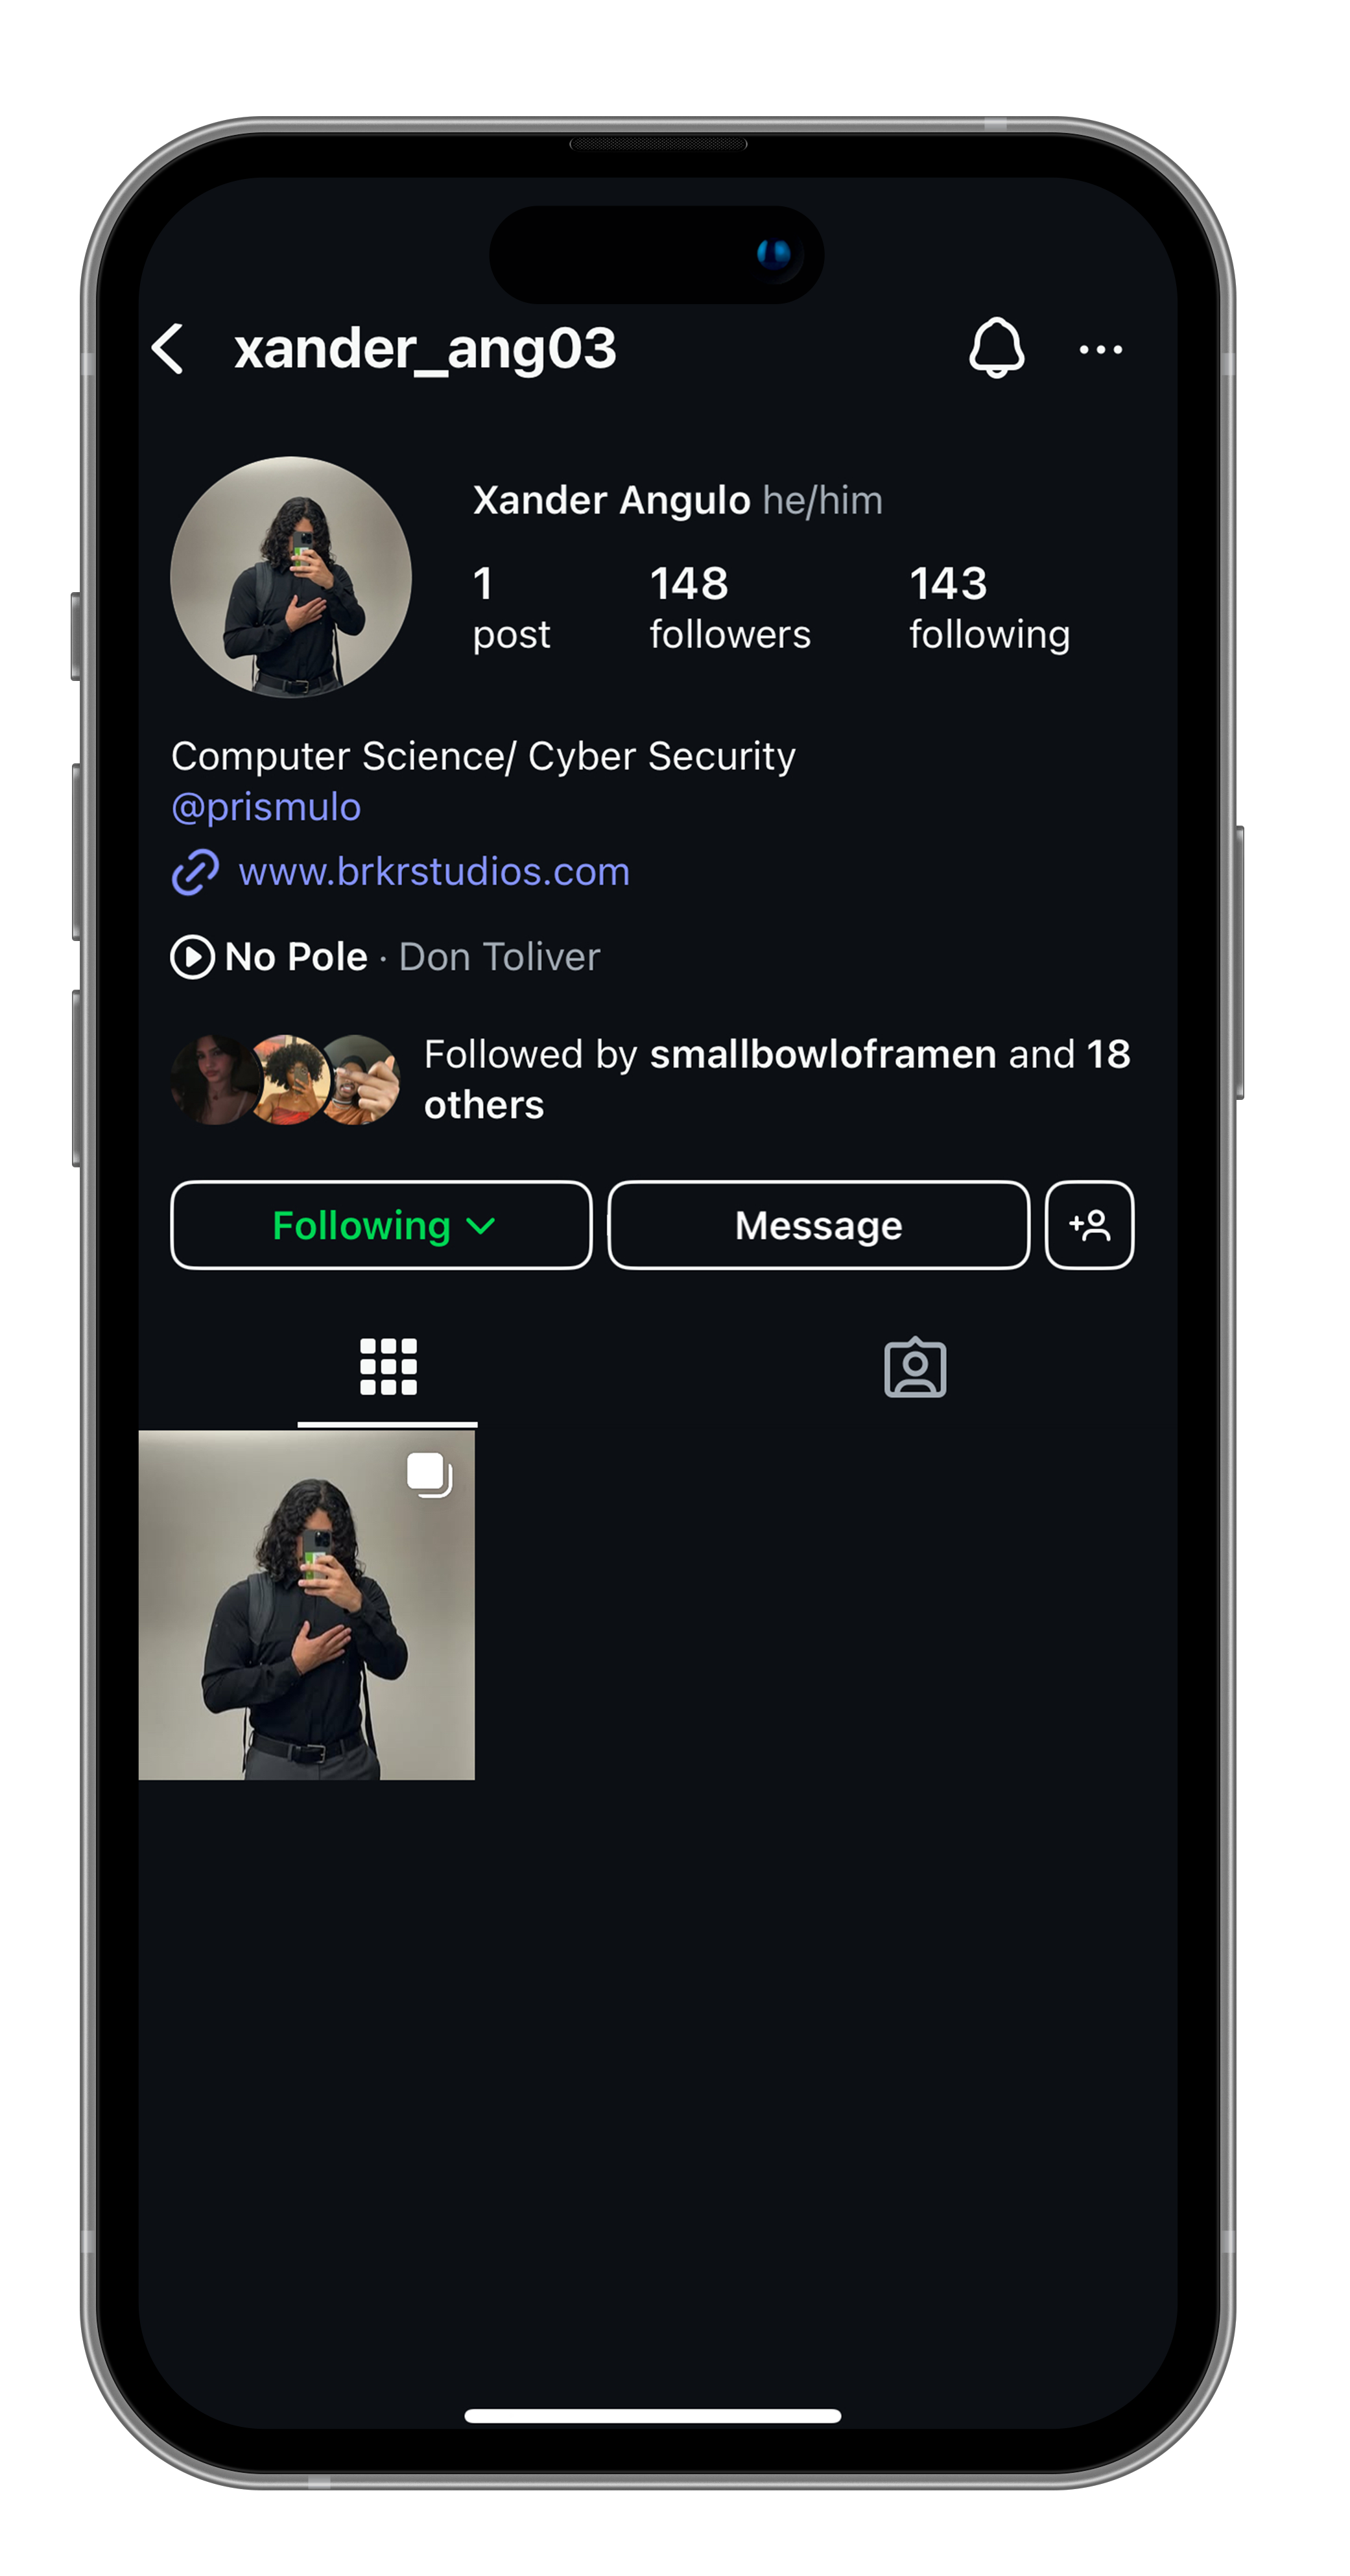 xander_ang03
Xander Angulo he/him
1 148 143
post followers following
Computer Science/ Cyber Security
@prismulo
www.brkrstudios.com
No Pole · Don Toliver
Followed by smallbowloframen and 18
others
Following Message